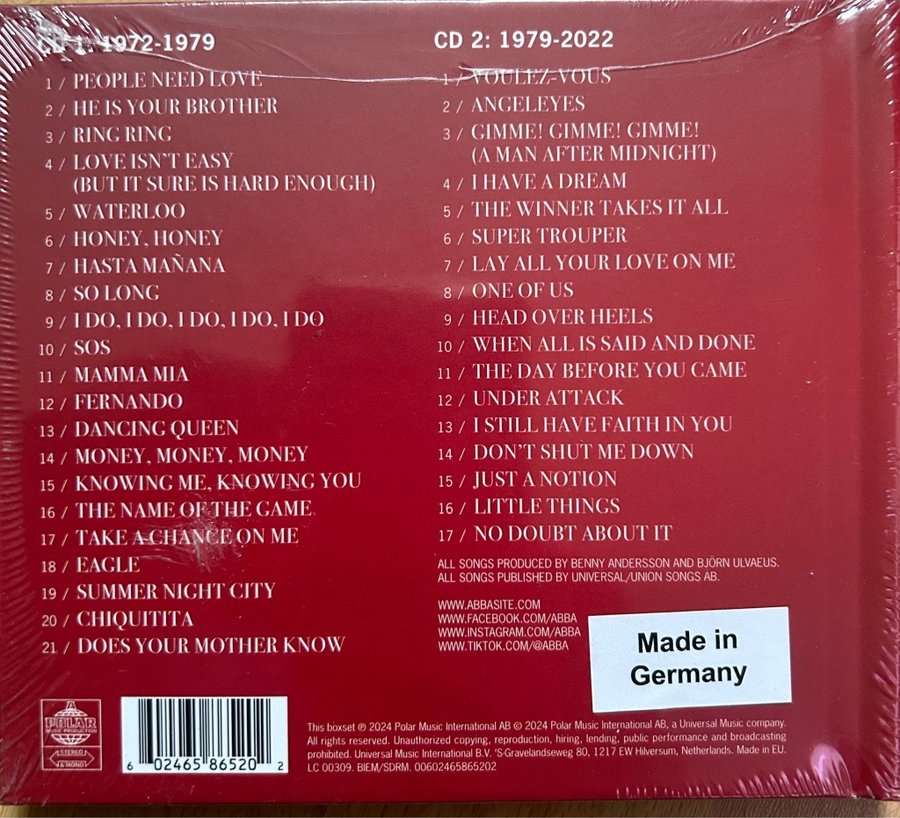 CD 1: 1972-1979
1 / PEOPLE NEED LOVE
2 / HE IS YOUR BROTHER
3 / RING RING
4 / LOVE ISN'T EASY
(BUT IT SURE IS HARD ENOUGH)
5 / WATERLOO
6 / HONEY, HONEY
7 / HASTA MAÑANA
8 / SO LONG
9 / I DO, I DO, I DO, I DO, I DO
10 / SOS
11 / MAMMA MIA
12 / FERNANDO
13 / DANCING QUEEN
14 / MONEY, MONEY, MONEY
15 / KNOWING ME, KNOWING YOU
16 / THE NAME OF THE GAME
17 / TAKE A CHANCE ON ME
18 / EAGLE
19 / SUMMER NIGHT CITY
20 / CHIQUITITA
21 / DOES YOUR MOTHER KNOW
CD 2: 1979-2022
1 / VOULEZ-VOUS
2 / ANGELEYES
3 / GIMME! GIMME! GIMME!
(A MAN AFTER MIDNIGHT)
4 / I HAVE A DREAM
5 / THE WINNER TAKES IT ALL
6 / SUPER TROUPER
7 / LAY ALL YOUR LOVE ON ME
8 / ONE OF US
9 / HEAD OVER HEELS
10 / WHEN ALL IS SAID AND DONE
11 / THE DAY BEFORE YOU CAME
12 / UNDER ATTACK
13 / I STILL HAVE FAITH IN YOU
14 / DON'T SHUT ME DOWN
15 / JUST A NOTION
16 / LITTLE THINGS
17 / NO DOUBT ABOUT IT
ALL SONGS PRODUCED BY BENNY ANDERSSON AND BJÖRN ULVAEUS.
ALL SONGS PUBLISHED BY UNIVERSAL/UNION SONGS AB.
WWW.ABBASITE.COM
WWW.FACEBOOK.COM/ABBA
WWW.INSTAGRAM.COM/ABBA
WWW.TIKTOK.COM/@ABBA
Made in
Germany
POLAR
MUSIC PRODUCTION
STEREO
& MONO
6 02465 86520 2
This boxset ℗ 2024 Polar Music International AB © 2024 Polar Music International AB, a Universal Music company.
All rights reserved. Unauthorized copying, reproduction, hiring, lending, public performance and broadcasting
prohibited. Universal Music International B.V. 'S-Gravelandseweg 80, 1217 EW Hilversum, Netherlands. Made in EU.
LC 00309. BIEM/SDRM. 00602465865202